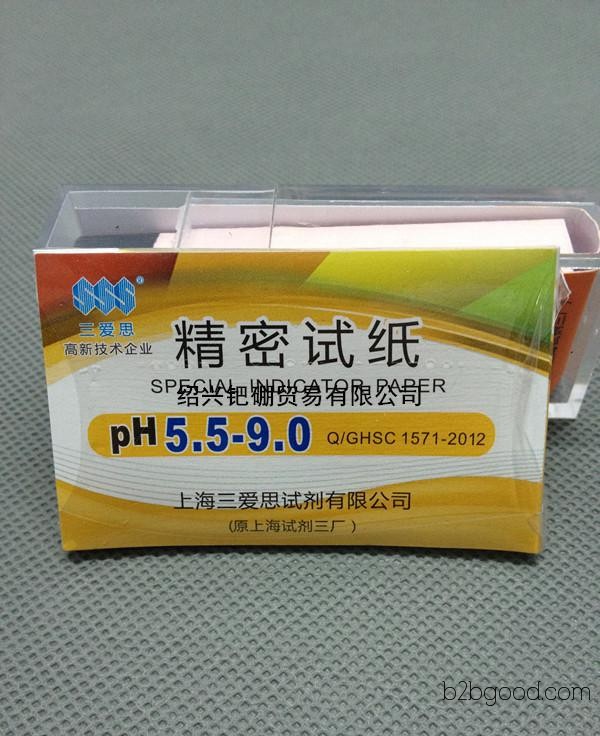 SSS®
三爱思
高新技术企业
精密试纸
SPECIAL INDICATOR PAPER
绍兴钯硼贸易有限公司
pH 5.5-9.0 Q/GHSC 1571-2012
上海三爱思试剂有限公司
(原上海试剂三厂)
b2bgood.com